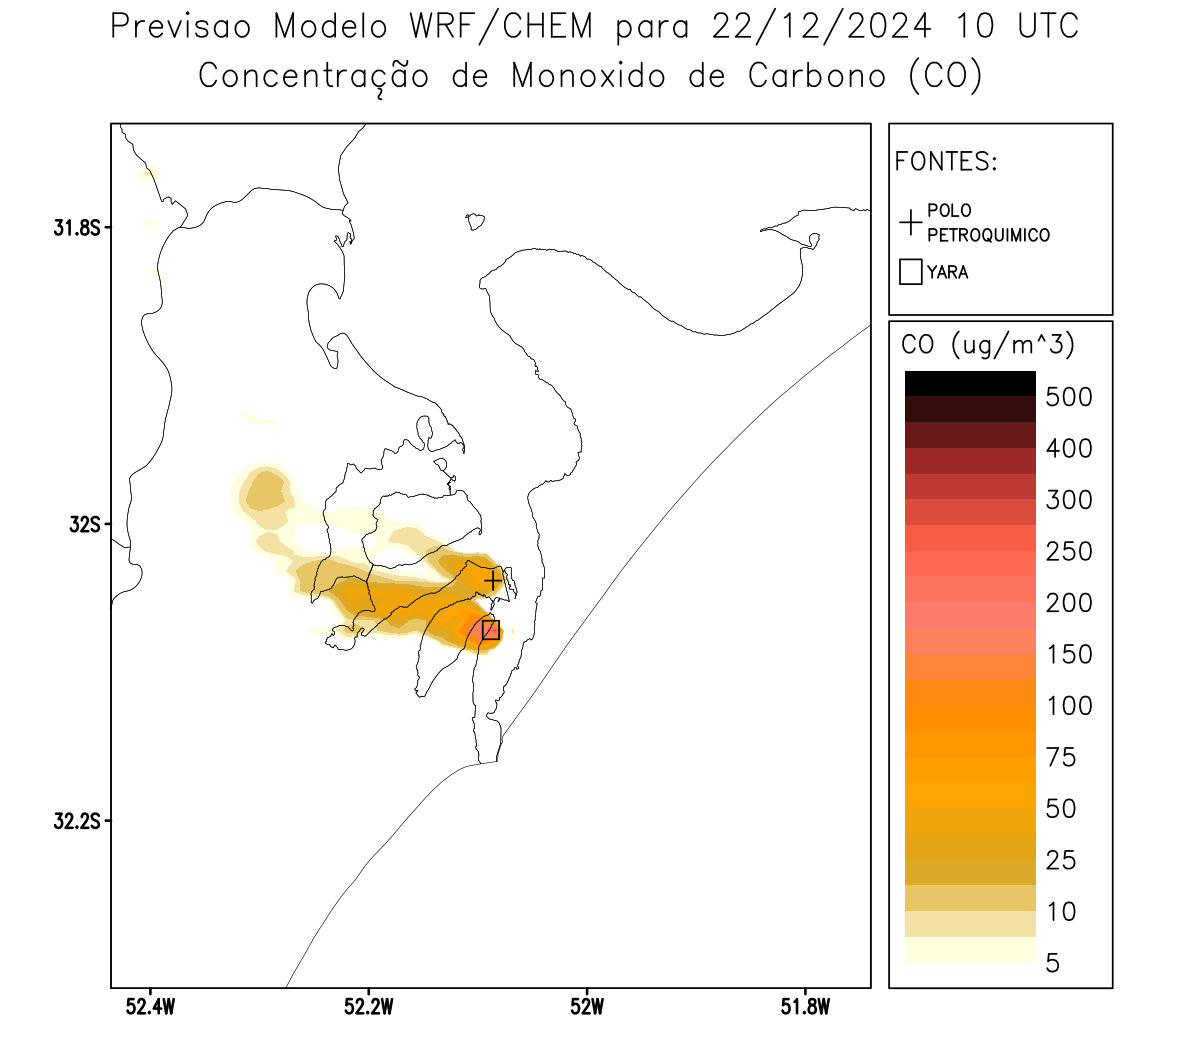 Previsao Modelo WRF/CHEM para 22/12/2024 10 UTC
Concentração de Monoxido de Carbono (CO)
FONTES:
POLO
PETROQUIMICO
YARA
CO (ug/m^3)
500
400
300
250
200
150
100
75
50
25
10
5
31.8S
32S
32.2S
52.4W
52.2W
52W
51.8W